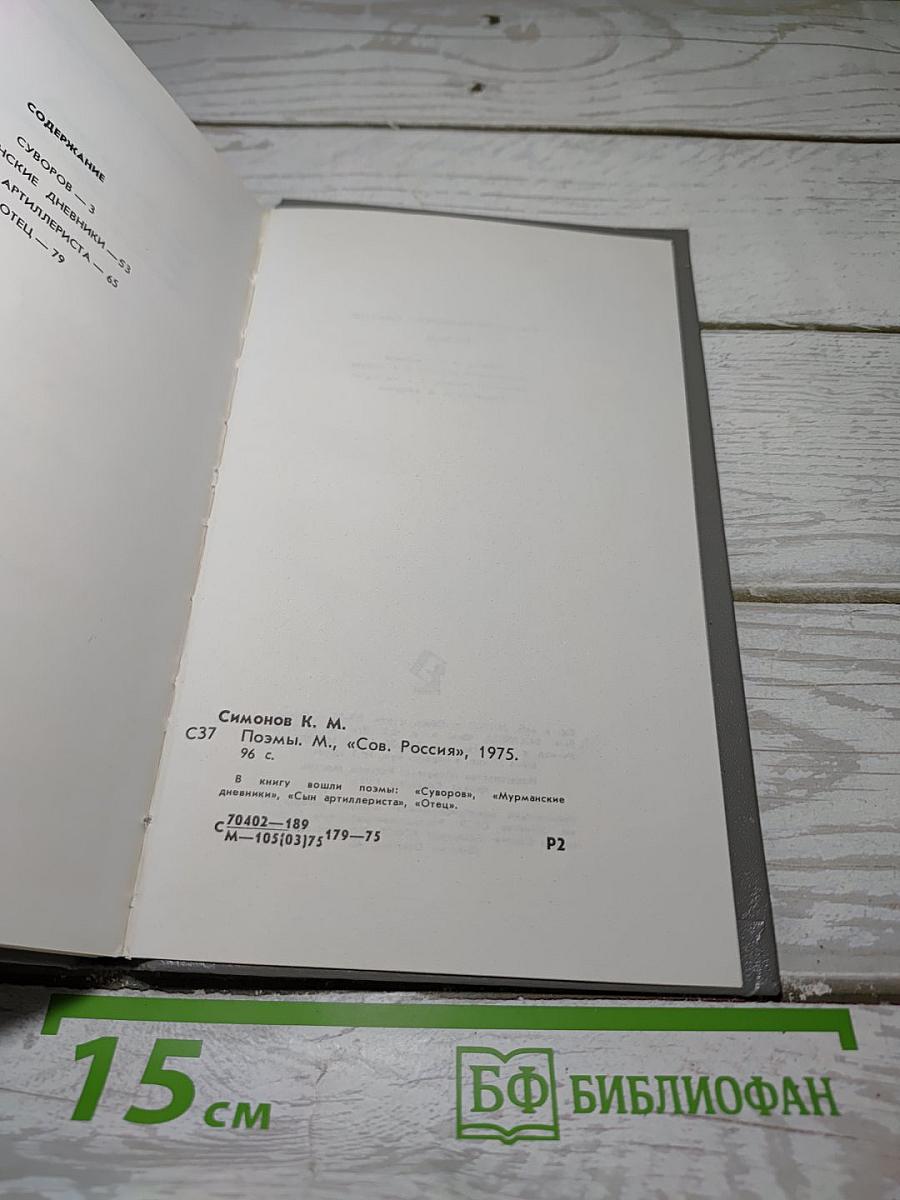 СОДЕРЖАНИЕ
СУВОРОВ — 3
ДНЕВНИКИ — 53
АРТИЛЛЕРИСТА — 65
ОТЕЦ — 79
Симонов К. М.
С37 Поэмы. М., «Сов. Россия», 1975.
96 с.
В книгу вошли поэмы: «Суворов», «Мурманские
дневники», «Сын артиллериста», «Отец».
С 70402—189
М—105(03)75 179—75
Р2
15 см
БФ БИБЛИОФАН